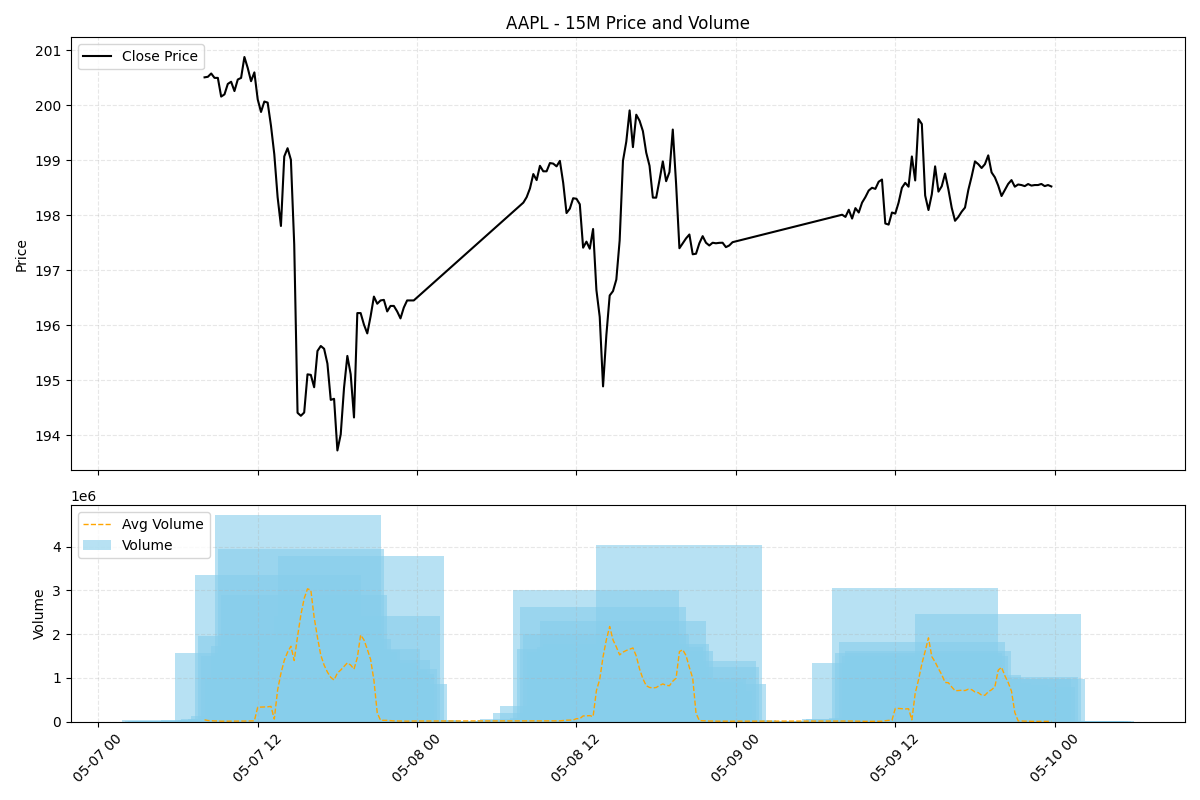 AAPL - 15M Price and Volume
Close Price
201
200
199
198
197
196
195
194
Price
1e6
Avg Volume
Volume
4
3
2
1
0
Volume
05-07 00
05-07 12
05-08 00
05-08 12
05-09 00
05-09 12
05-10 00